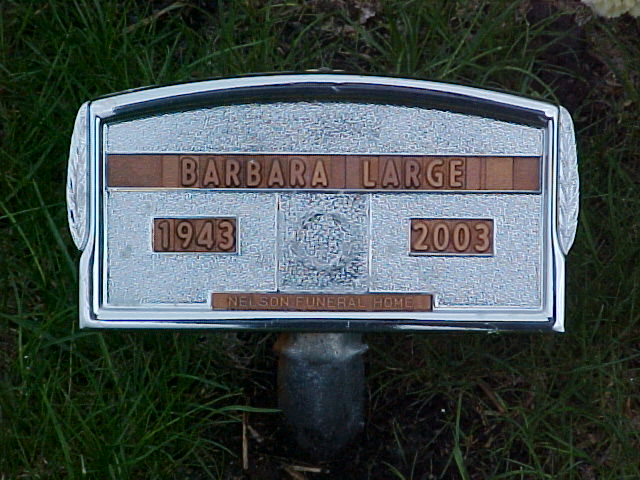 BARBARA LARGE
1943 2003
NELSON FUNERAL HOME